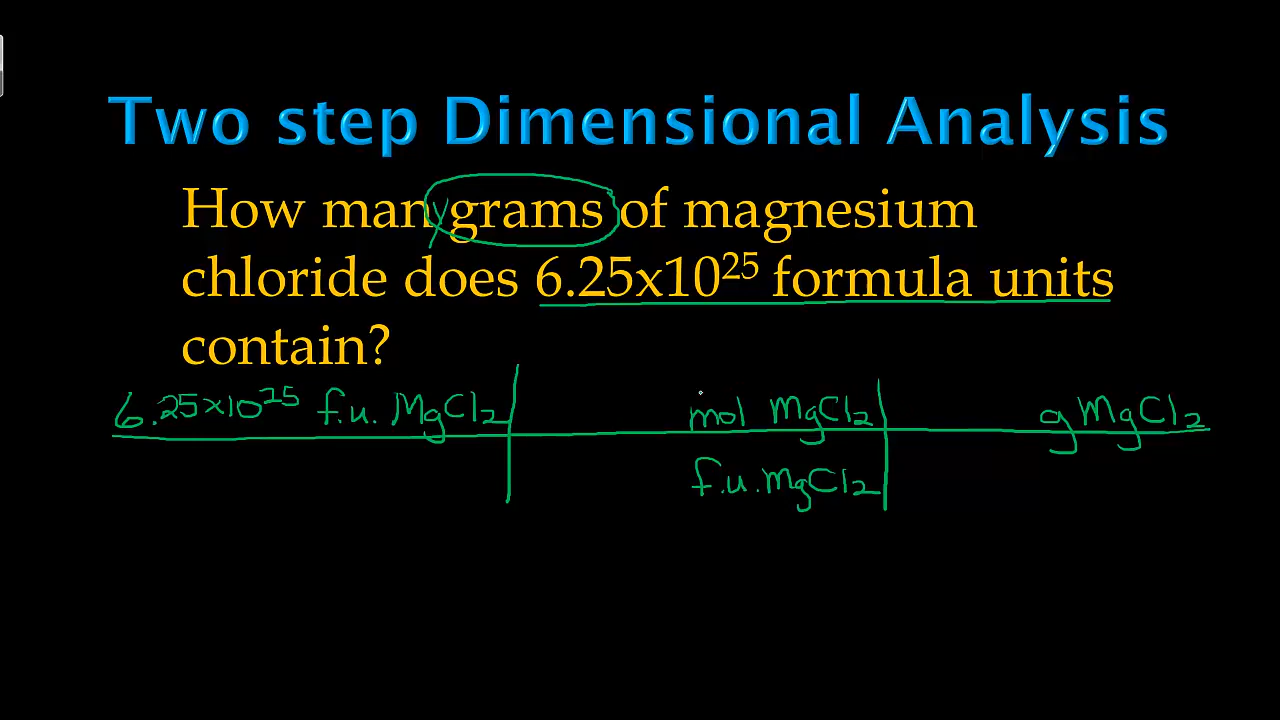 Two step Dimensional Analysis
How many grams of magnesium
chloride does 6.25x10²⁵ formula units
contain?
6.25x10²⁵ f.u. MgCl₂ mol MgCl₂ g MgCl₂
f.u. MgCl₂